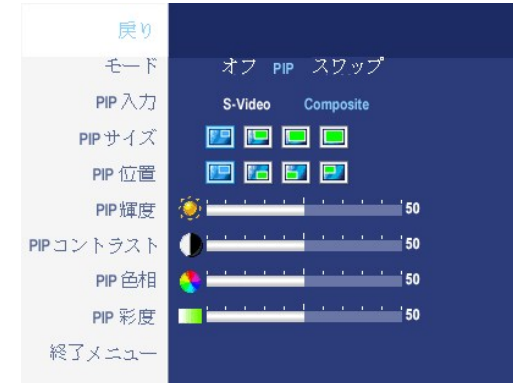 戻り
モード オフ PIP スワップ
PIP 入力 S-Video Composite
PIP サイズ
PIP 位置
PIP 輝度 50
PIP コントラスト 50
PIP 色相 50
PIP 彩度 50
終了メニュー